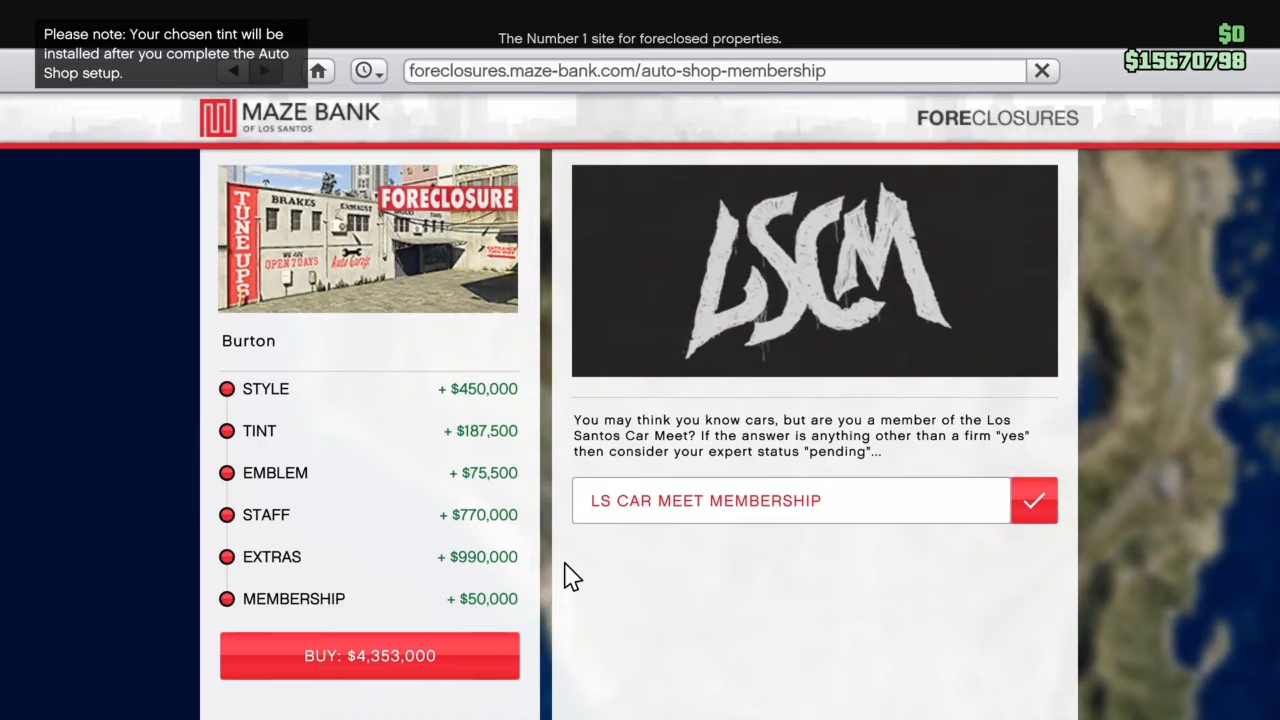 Please note: Your chosen tint will be
installed after you complete the Auto
Shop setup.
The Number 1 site for foreclosed properties.
$0
$15670798
foreclosures.maze-bank.com/auto-shop-membership
MAZE BANK
OF LOS SANTOS
FORECLOSURES
TUNE UPS
BRAKES
EXHAUST
FORECLOSURE
WE ARE
OPEN 7 DAYS
Auto Garage
LSCM
Burton
STYLE + $450,000
TINT + $187,500
EMBLEM + $75,500
STAFF + $770,000
EXTRAS + $990,000
MEMBERSHIP + $50,000
BUY: $4,353,000
You may think you know cars, but are you a member of the Los
Santos Car Meet? If the answer is anything other than a firm "yes"
then consider your expert status "pending"...
LS CAR MEET MEMBERSHIP